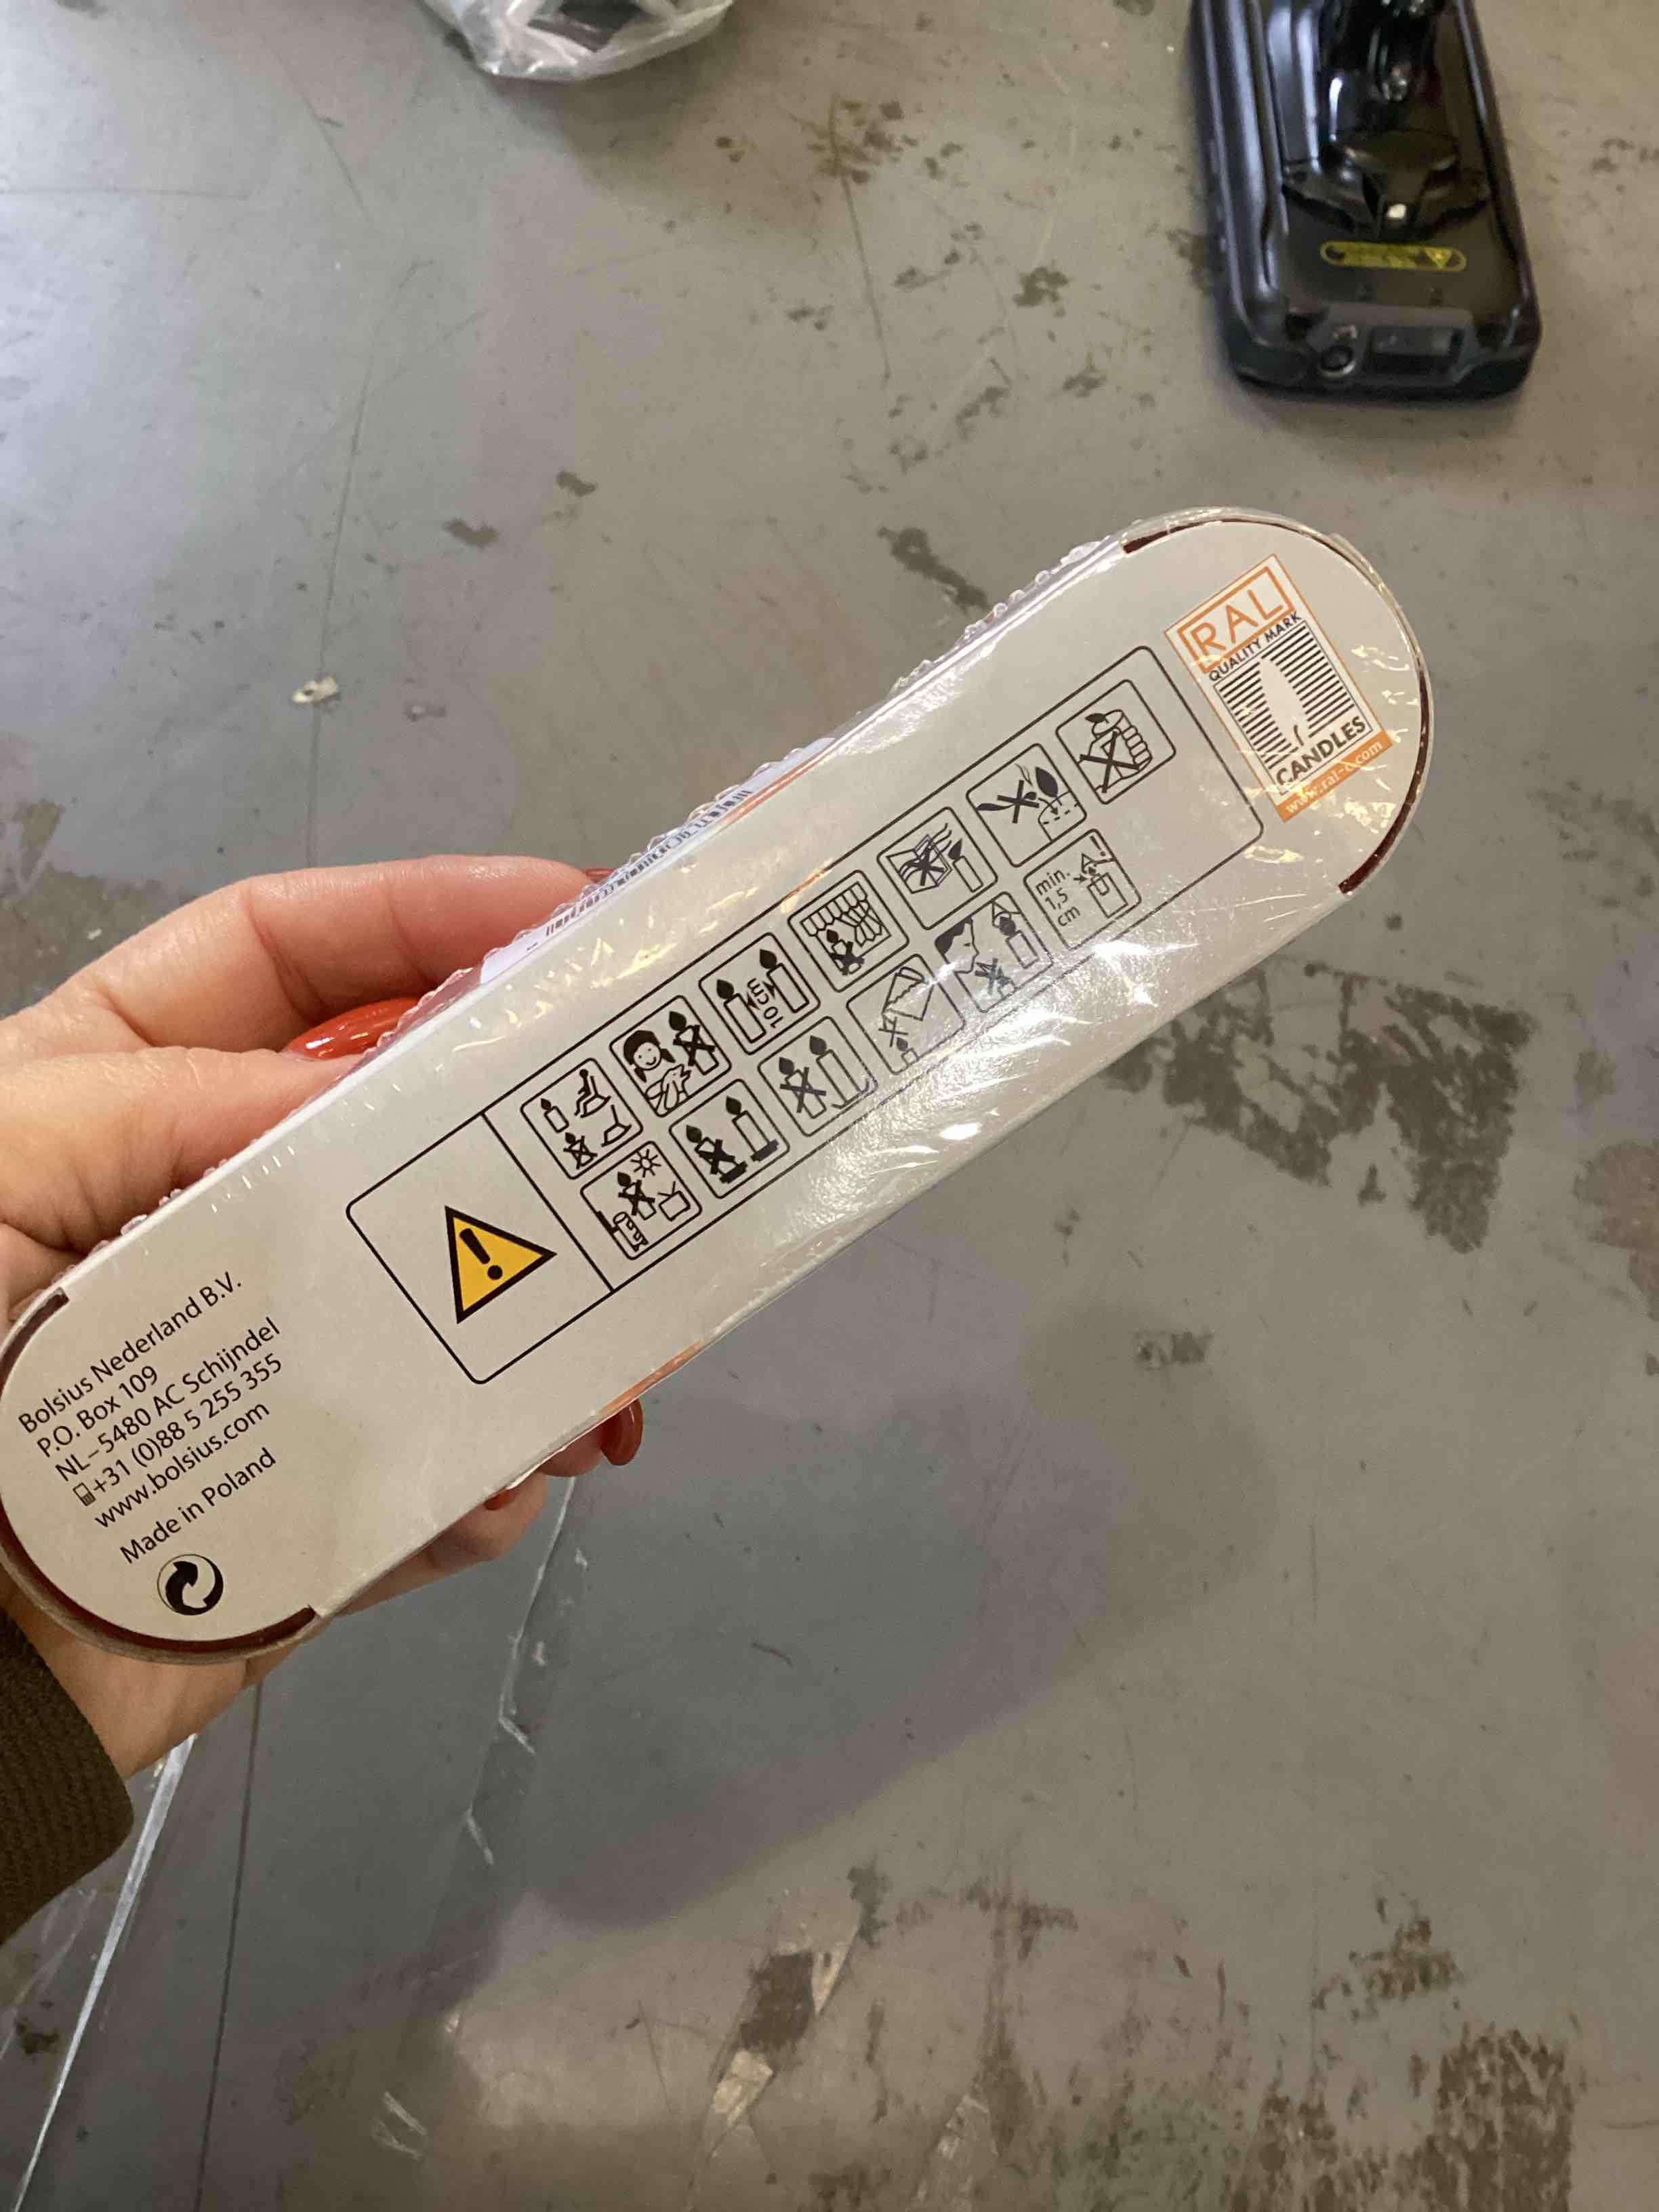 Bolsius Nederland B.V.
P.O. Box 109
NL-5480 AC Schijndel
+31 (0)88 5 255 355
www.bolsius.com
Made in Poland
10 cm
min.
1,5
cm
RAL
QUALITY MARK
CANDLES
www.ral-c.com